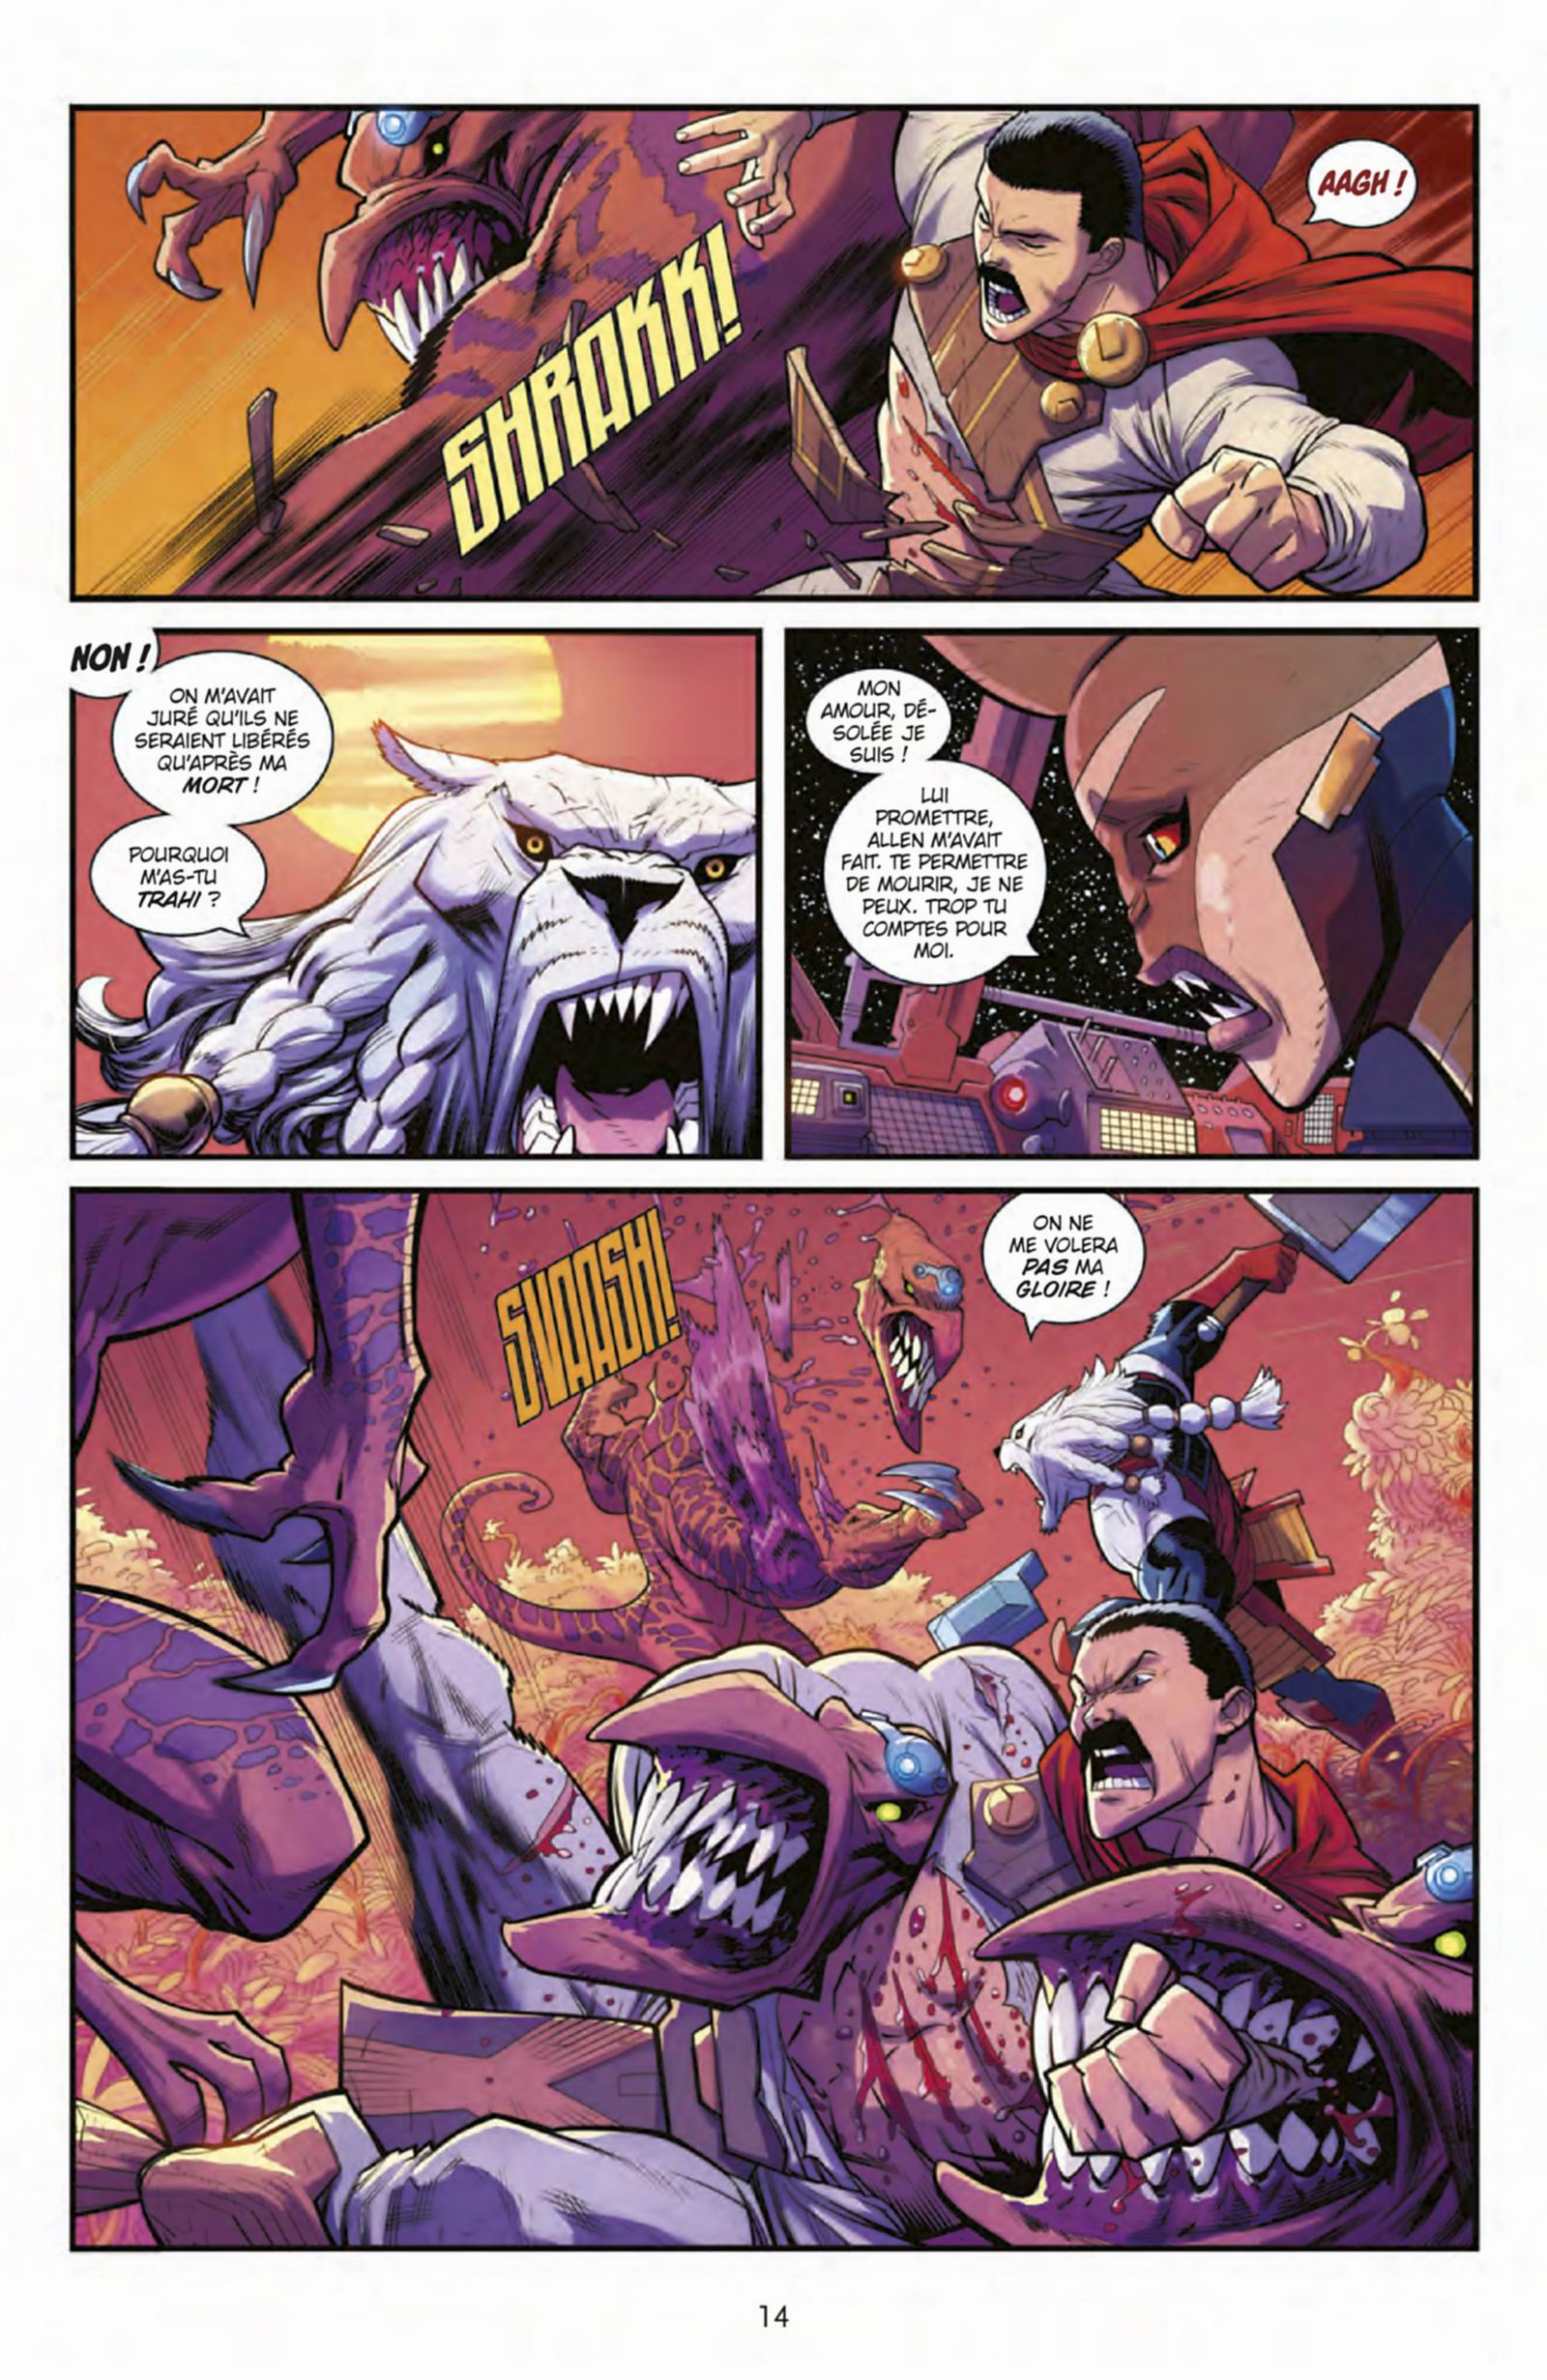 AAGH !
SHRAKK!
NON !
ON M'AVAIT
JURÉ QU'ILS NE
SERAIENT LIBÉRÉS
QU'APRÈS MA
MORT !
POURQUOI
M'AS-TU
TRAHI ?
MON
AMOUR, DÉ-
SOLÉE JE
SUIS !
LUI
PROMETTRE,
ALLEN M'AVAIT
FAIT. TE PERMETTRE
DE MOURIR, JE NE
PEUX. TROP TU
COMPTES POUR
MOI.
SVAASH!
ON NE
ME VOLERA
PAS MA
GLOIRE !
14